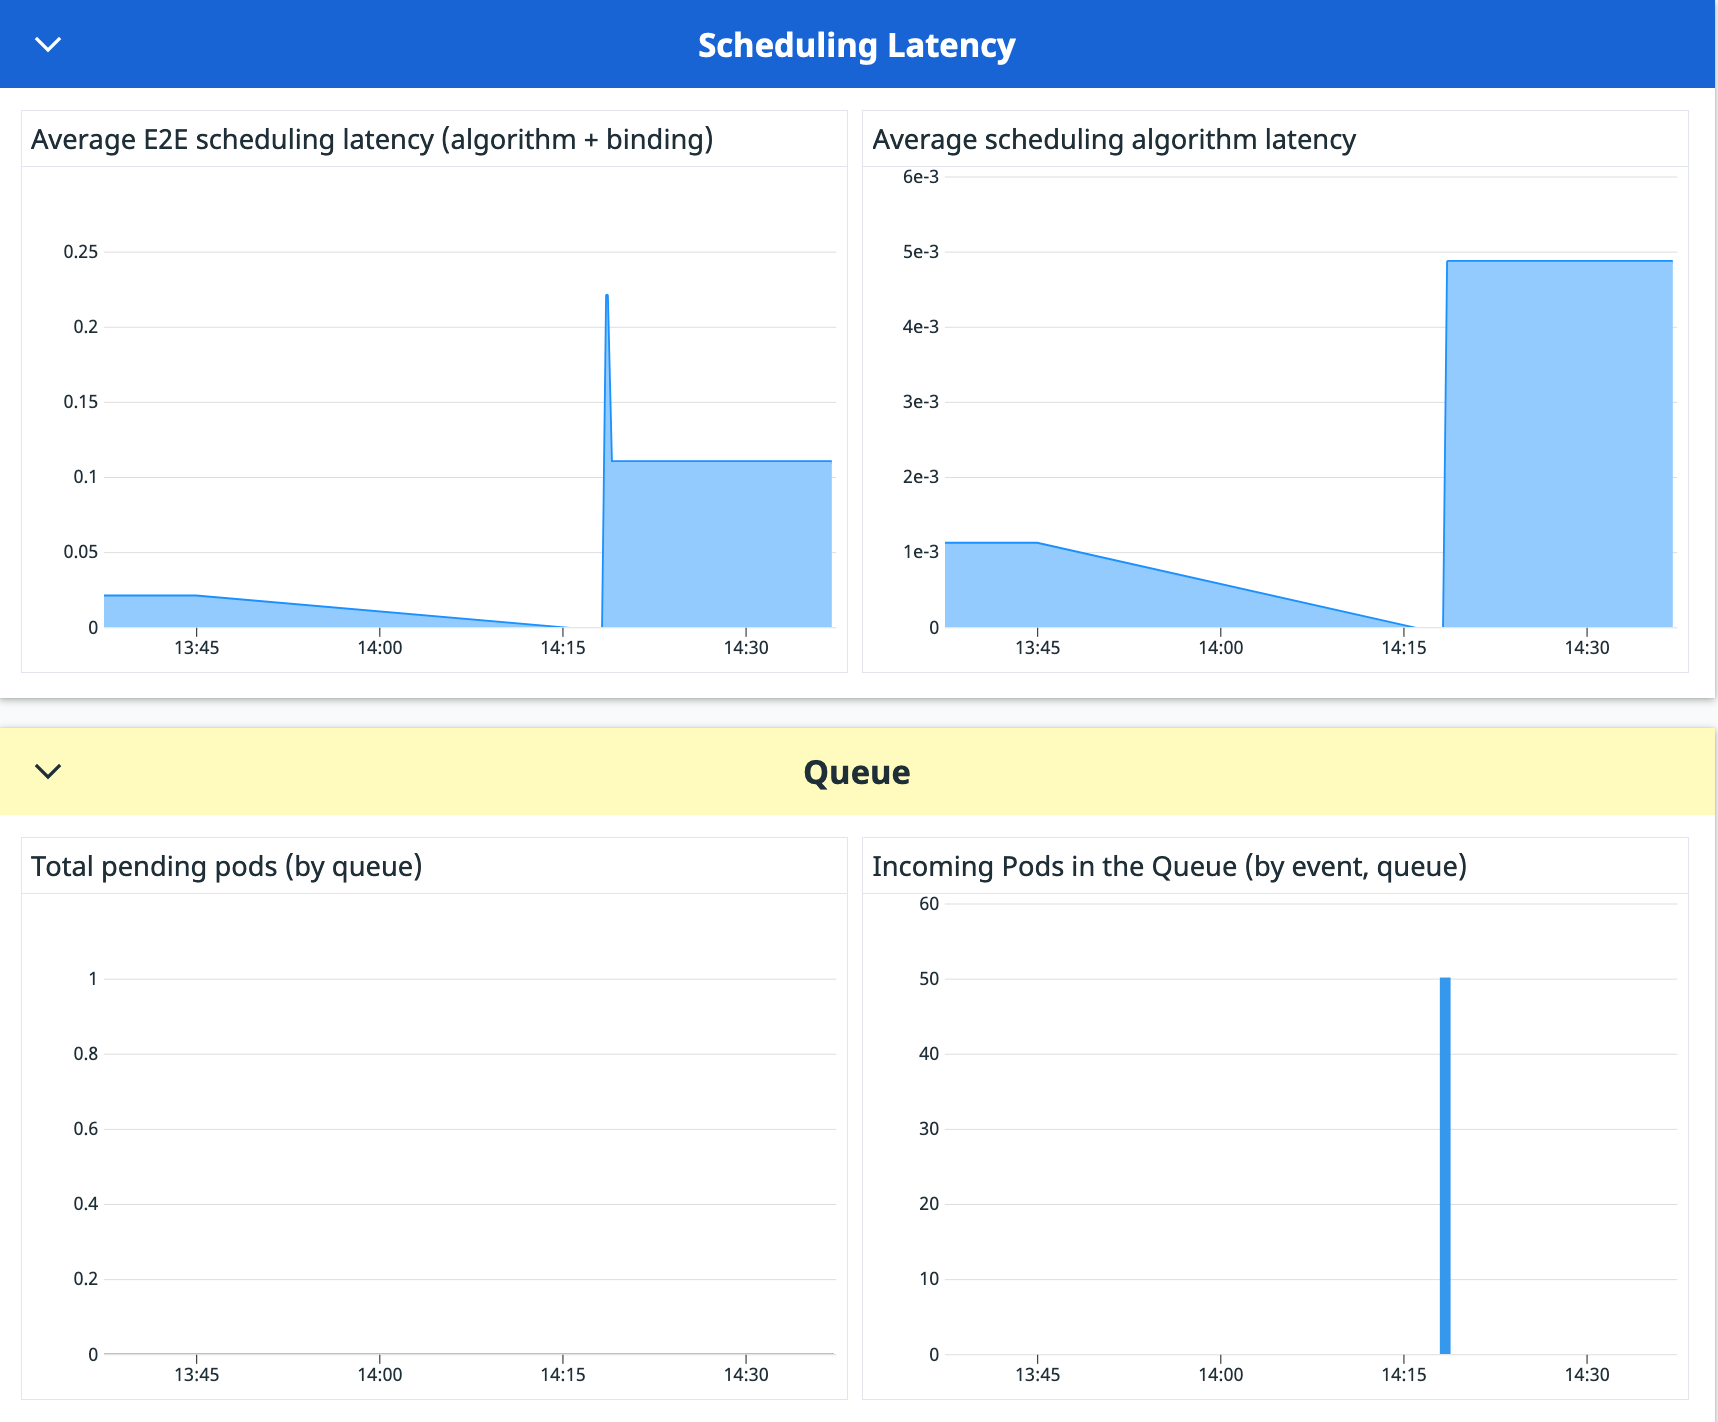 Scheduling Latency
Average E2E scheduling latency (algorithm + binding)
0.25
0.2
0.15
0.1
0.05
0
13:45 14:00 14:15 14:30
Average scheduling algorithm latency
6e-3
5e-3
4e-3
3e-3
2e-3
1e-3
0
13:45 14:00 14:15 14:30
Queue
Total pending pods (by queue)
1
0.8
0.6
0.4
0.2
0
13:45 14:00 14:15 14:30
Incoming Pods in the Queue (by event, queue)
60
50
40
30
20
10
0
13:45 14:00 14:15 14:30